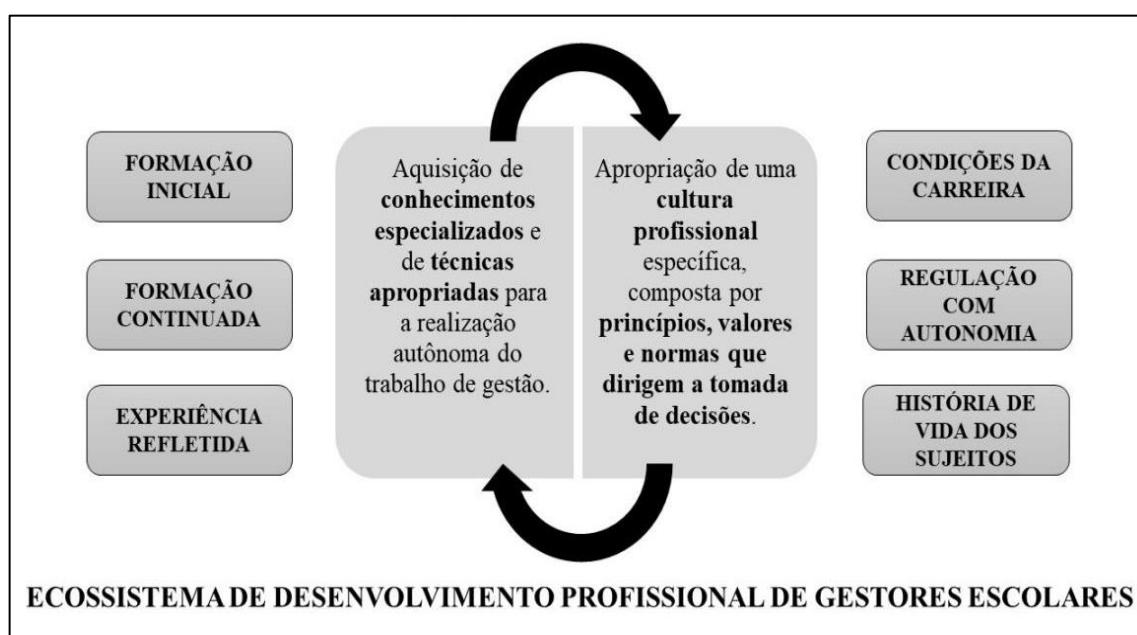 FORMAÇÃO
INICIAL
FORMAÇÃO
CONTINUADA
EXPERIÊNCIA
REFLETIDA
Aquisição de
conhecimentos
especializados e
de técnicas
apropriadas para
a realização
autônoma do
trabalho de gestão.
Apropriação de uma
cultura
profissional
específica,
composta por
princípios, valores
e normas que
dirigem a tomada
de decisões.
CONDIÇÕES DA
CARREIRA
REGULAÇÃO
COM
AUTONOMIA
HISTÓRIA DE
VIDA DOS
SUJEITOS
ECOSSISTEMA DE DESENVOLVIMENTO PROFISSIONAL DE GESTORES ESCOLARES